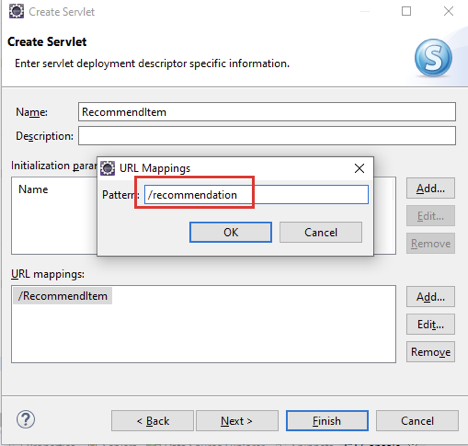 Create Servlet
Create Servlet
Enter servlet deployment descriptor specific information.
S
Name: RecommendItem
Description:
Initialization para
Name
Add...
Edit...
Remove
URL Mappings
Pattern: /recommendation
OK Cancel
URL mappings:
/RecommendItem
Add...
Edit...
Remove
? < Back Next > Finish Cancel